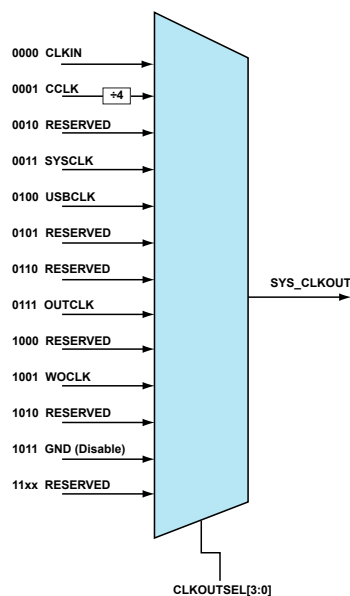 0000 CLKIN
0001 CCLK ÷4
0010 RESERVED
0011 SYSCLK
0100 USBCLK
0101 RESERVED
0110 RESERVED
SYS_CLKOUT
0111 OUTCLK
1000 RESERVED
1001 WOCLK
1010 RESERVED
1011 GND (Disable)
11xx RESERVED
CLKOUTSEL[3:0]